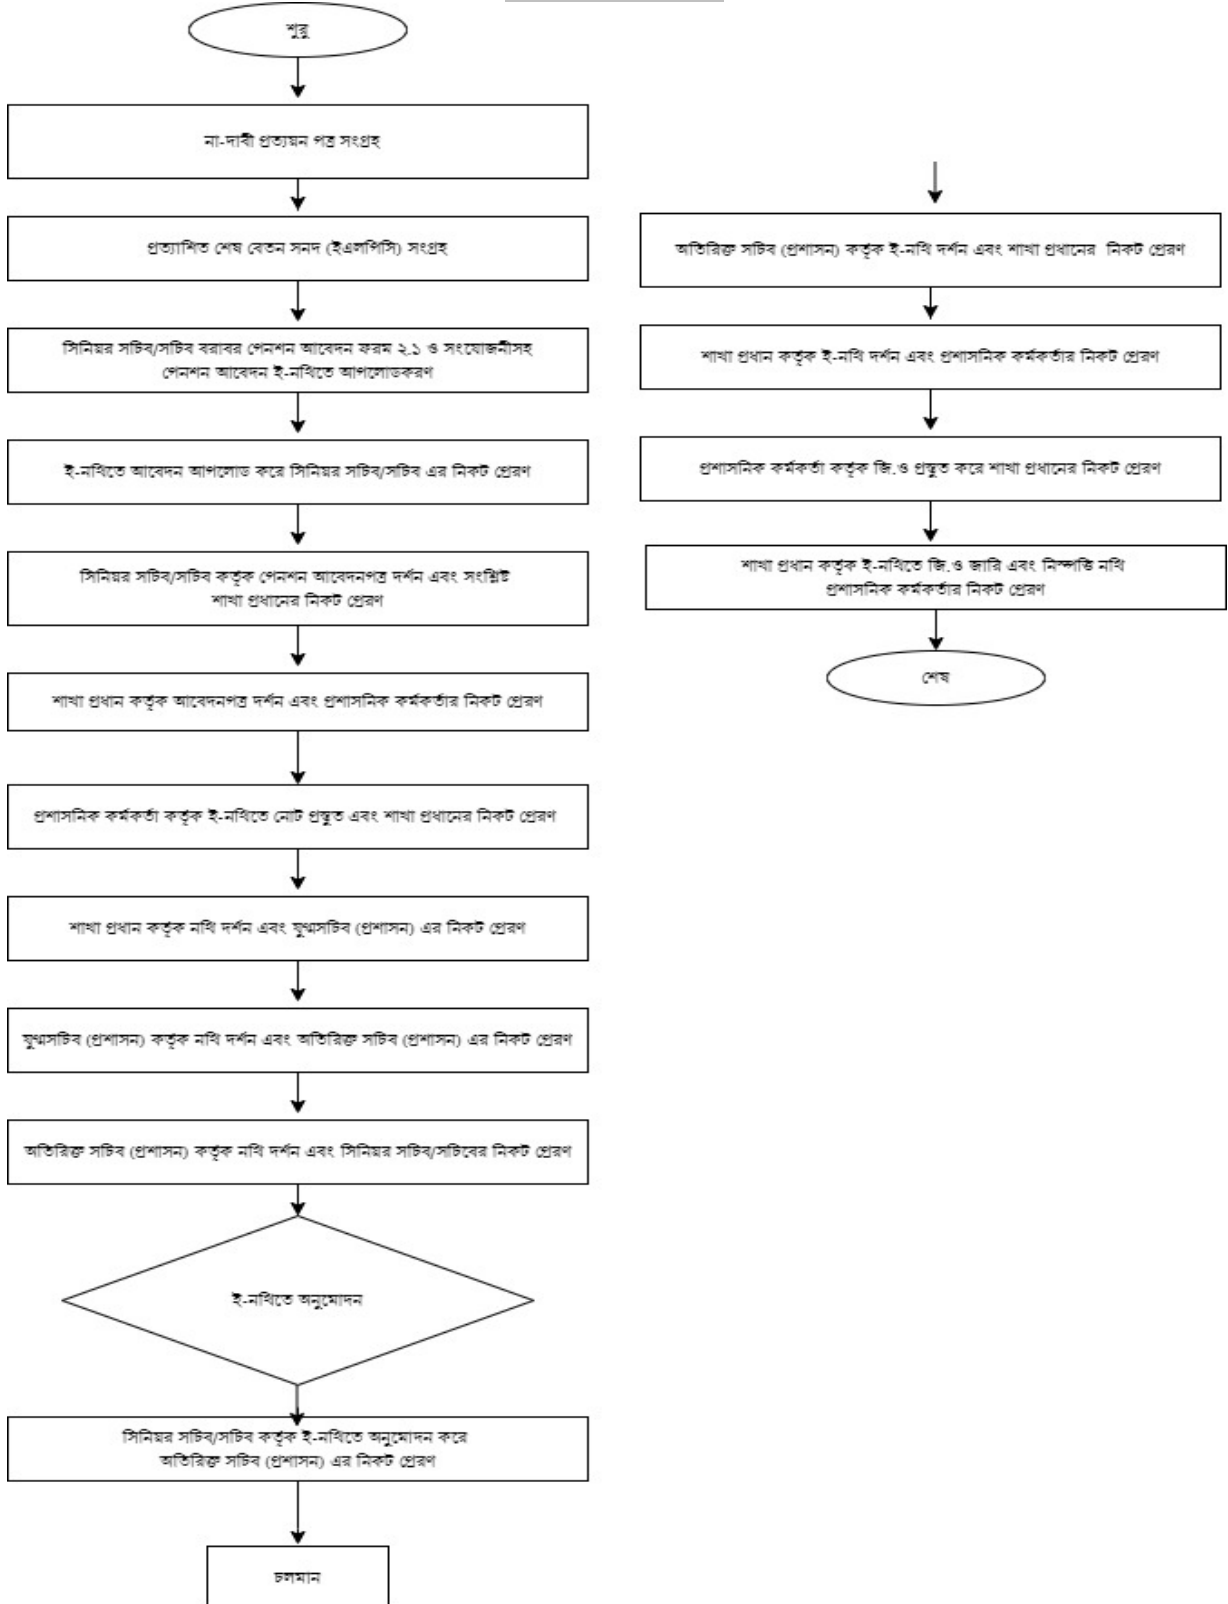 শুরু
না-দাবী প্রত্যয়ন পত্র সংগ্রহ
প্রত্যাশিত শেষ বেতন সনদ (ইএলপিসি) সংগ্রহ
সিনিয়র সচিব/সচিব বরাবর পেনশন আবেদন ফরম ২.১ ও সংযোজনীসহ
পেনশন আবেদন ই-নথিতে আপলোডকরণ
ই-নথিতে আবেদন আপলোড করে সিনিয়র সচিব/সচিব এর নিকট প্রেরণ
সিনিয়র সচিব/সচিব কর্তৃক পেনশন আবেদনপত্র দর্শন এবং সংশ্লিষ্ট
শাখা প্রধানের নিকট প্রেরণ
শাখা প্রধান কর্তৃক আবেদনপত্র দর্শন এবং প্রশাসনিক কর্মকর্তার নিকট প্রেরণ
প্রশাসনিক কর্মকর্তা কর্তৃক ই-নথিতে নোট প্রস্তুত এবং শাখা প্রধানের নিকট প্রেরণ
শাখা প্রধান কর্তৃক নথি দর্শন এবং যুগ্মসচিব (প্রশাসন) এর নিকট প্রেরণ
যুগ্মসচিব (প্রশাসন) কর্তৃক নথি দর্শন এবং অতিরিক্ত সচিব (প্রশাসন) এর নিকট প্রেরণ
অতিরিক্ত সচিব (প্রশাসন) কর্তৃক নথি দর্শন এবং সিনিয়র সচিব/সচিবের নিকট প্রেরণ
ই-নথিতে অনুমোদন
সিনিয়র সচিব/সচিব কর্তৃক ই-নথিতে অনুমোদন করে
অতিরিক্ত সচিব (প্রশাসন) এর নিকট প্রেরণ
চলমান
অতিরিক্ত সচিব (প্রশাসন) কর্তৃক ই-নথি দর্শন এবং শাখা প্রধানের নিকট প্রেরণ
শাখা প্রধান কর্তৃক ই-নথি দর্শন এবং প্রশাসনিক কর্মকর্তার নিকট প্রেরণ
প্রশাসনিক কর্মকর্তা কর্তৃক জি.ও প্রস্তুত করে শাখা প্রধানের নিকট প্রেরণ
শাখা প্রধান কর্তৃক ই-নথিতে জি.ও জারি এবং নিস্পত্তি নথি
প্রশাসনিক কর্মকর্তার নিকট প্রেরণ
শেষ